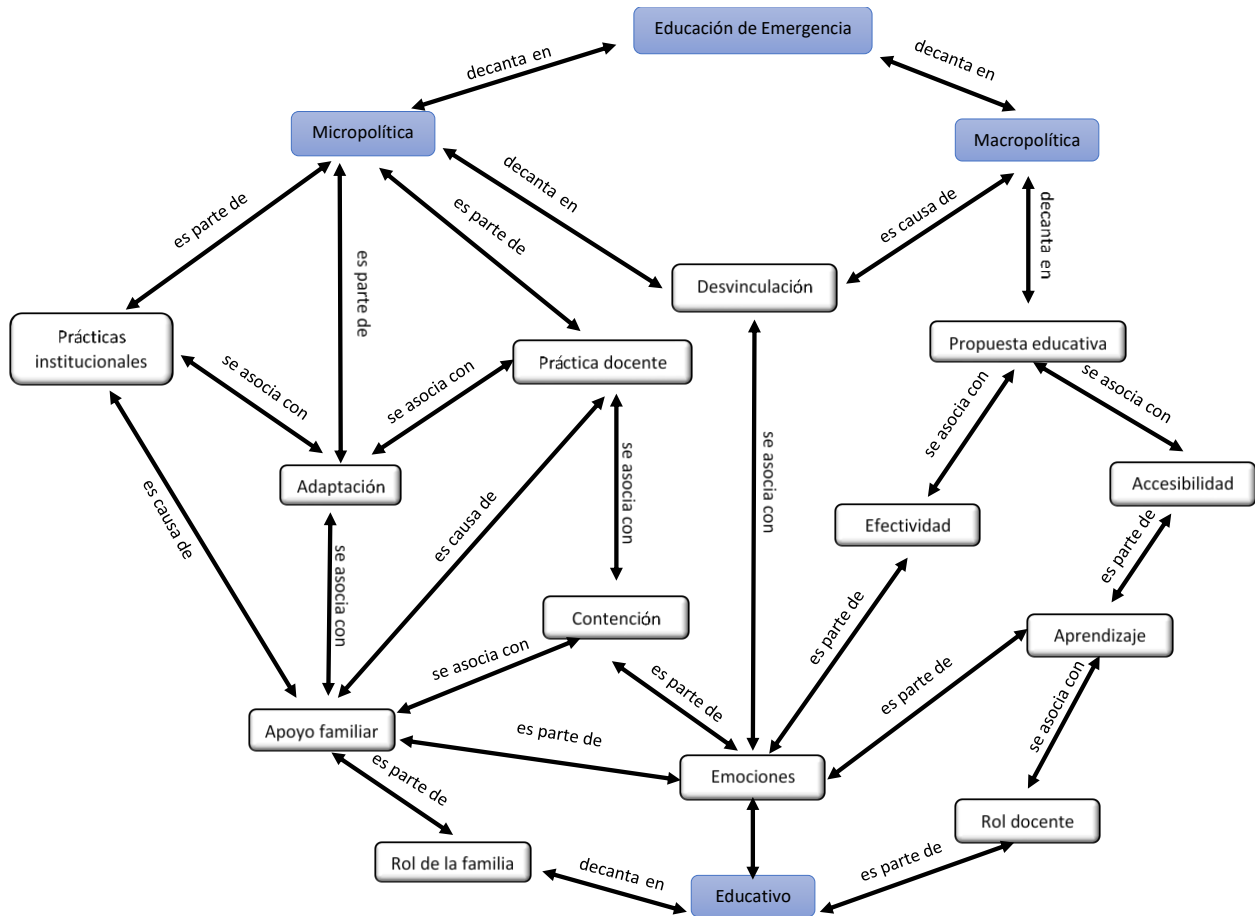 Educación de Emergencia
decanta en
decanta en
Micropolítica
Macropolítica
es parte de
es parte de
es parte de
decanta en
es causa de
decanta en
Desvinculación
Prácticas
institucionales
Práctica docente
Propuesta educativa
se asocia con
se asocia con
se asocia con
se asocia con
Adaptación
Accesibilidad
Efectividad
es causa de
se asocia con
es causa de
se asocia con
se asocia con
es parte de
Contención
Aprendizaje
se asocia con
es parte de
es parte de
es parte de
se asocia con
Apoyo familiar
es parte de
Emociones
es parte de
Rol docente
Rol de la familia
decanta en
Educativo
es parte de